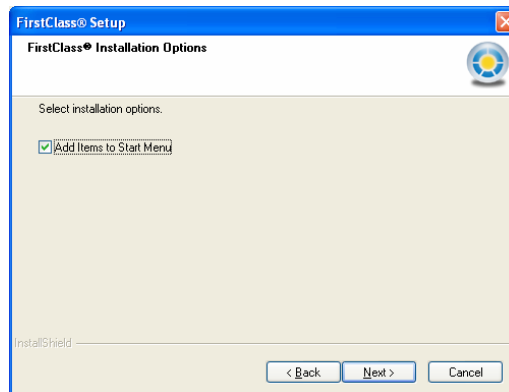 FirstClass® Setup
FirstClass® Installation Options
Select installation options.
Add Items to Start Menu
InstallShield
< Back Next > Cancel